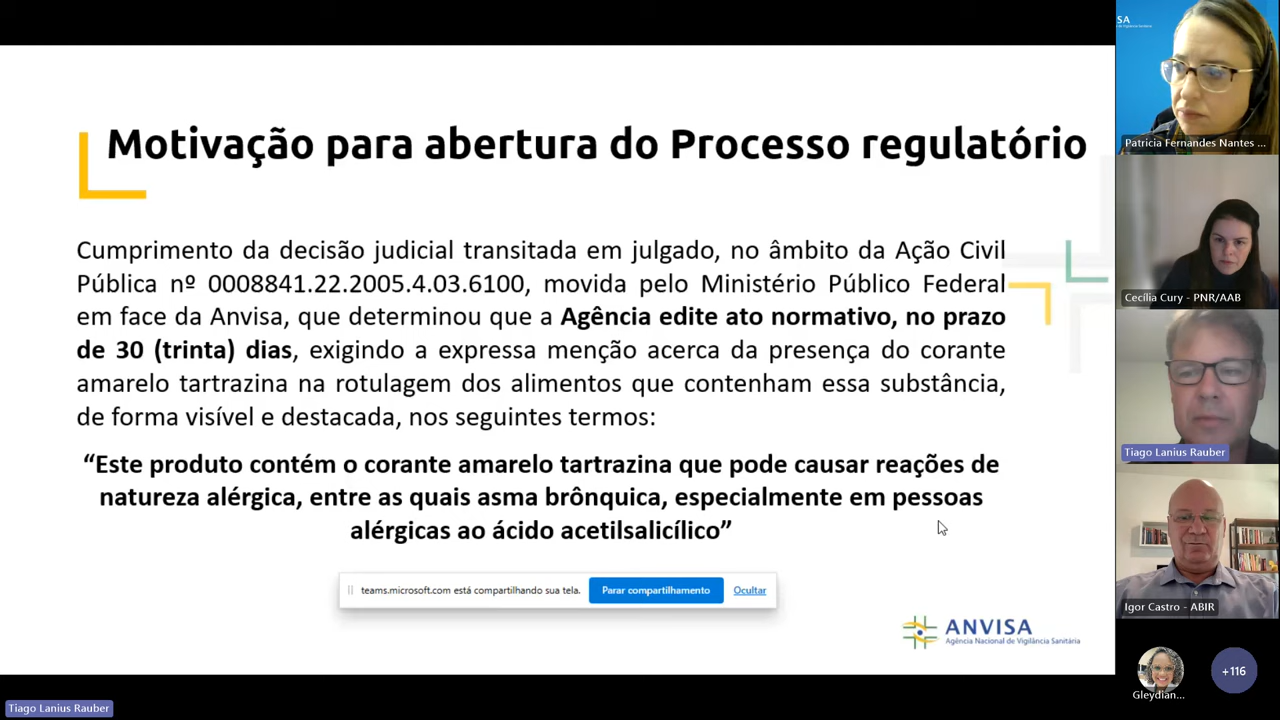 Motivação para abertura do Processo regulatório
Cumprimento da decisão judicial transitada em julgado, no âmbito da Ação Civil
Pública nº 0008841.22.2005.4.03.6100, movida pelo Ministério Público Federal
em face da Anvisa, que determinou que a Agência edite ato normativo, no prazo
de 30 (trinta) dias, exigindo a expressa menção acerca da presença do corante
amarelo tartrazina na rotulagem dos alimentos que contenham essa substância,
de forma visível e destacada, nos seguintes termos:
“Este produto contém o corante amarelo tartrazina que pode causar reações de
natureza alérgica, entre as quais asma brônquica, especialmente em pessoas
alérgicas ao ácido acetilsalicílico”
teams.microsoft.com está compartilhando sua tela.
Parar compartilhamento
Ocultar
ANVISA
Agência Nacional de Vigilância Sanitária
SA
Patricia Fernandes Nantes ...
Cecília Cury - PNR/AAB
Tiago Lanius Rauber
Igor Castro - ABIR
Gleydian...
+116
Tiago Lanius Rauber